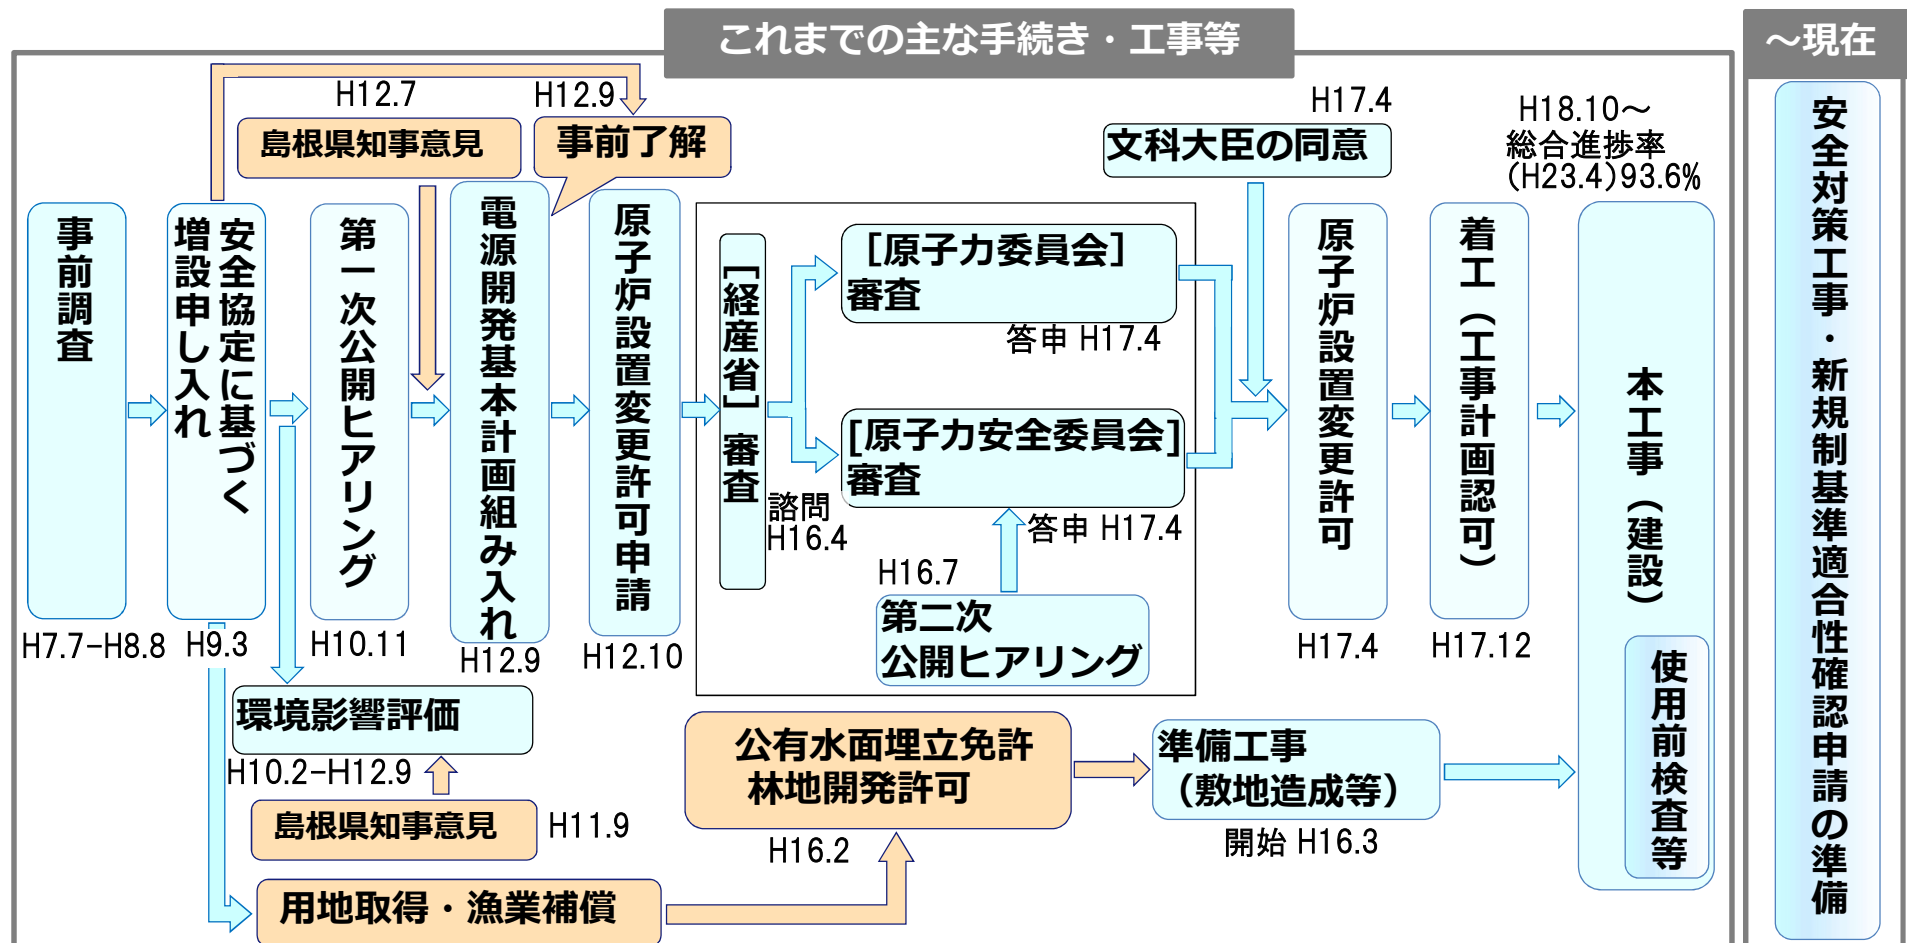 これまでの主な手続き・工事等
～現在
H12.7
島根県知事意見
H12.9
事前了解
H17.4
文科大臣の同意
H18.10～
総合進捗率
(H23.4)93.6%
事前調査
H7.7-H8.8
安全協定に基づく
増設申し入れ
H9.3
第一次公開ヒアリング
H10.11
電源開発基本計画組み入れ
H12.9
原子炉設置変更許可申請
H12.10
［経産省］審査
諮問
H16.4
［原子力委員会］
審査
答申 H17.4
[原子力安全委員会]
審査
答申 H17.4
H16.7
第二次
公開ヒアリング
原子炉設置変更許可
H17.4
着工（工事計画認可）
H17.12
本工事（建設）
使用前検査等
環境影響評価
H10.2-H12.9
島根県知事意見
H11.9
用地取得・漁業補償
公有水面埋立免許
林地開発許可
H16.2
準備工事
（敷地造成等）
開始 H16.3
安全対策工事・新規制基準適合性確認申請の準備